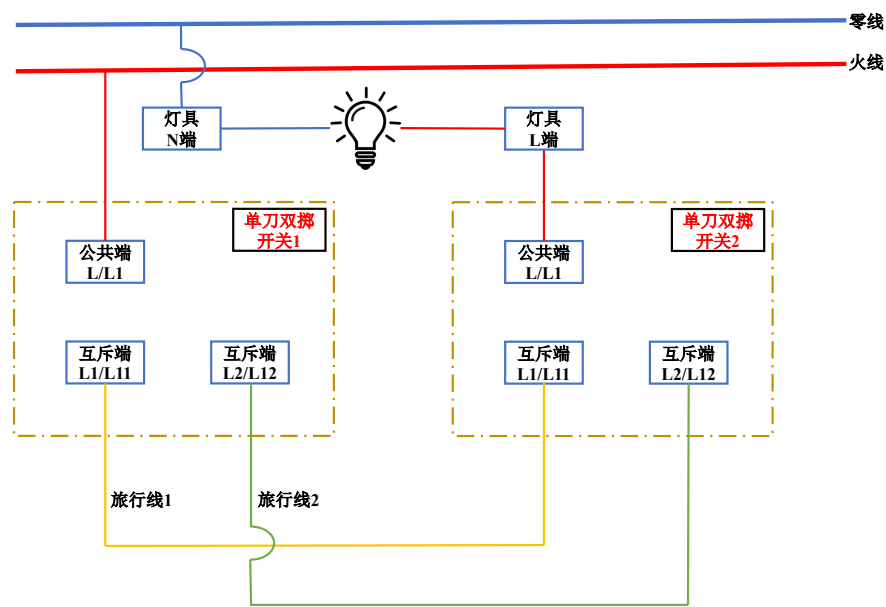 零线
火线
灯具
N端
灯具
L端
单刀双掷
开关1
单刀双掷
开关2
公共端
L/L1
公共端
L/L1
互斥端
L1/L11
互斥端
L2/L12
互斥端
L1/L11
互斥端
L2/L12
旅行线1
旅行线2